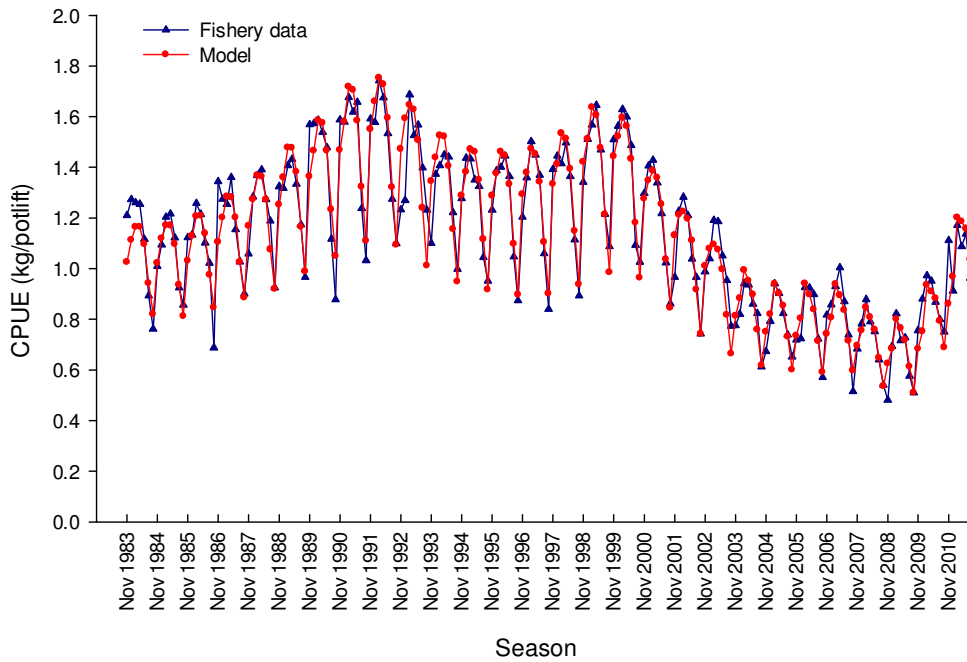 2.0
1.8
1.6
1.4
1.2
1.0
0.8
0.6
0.4
0.2
0.0
CPUE (kg/potlift)
Fishery data
Model
Nov 1983
Nov 1984
Nov 1985
Nov 1986
Nov 1987
Nov 1988
Nov 1989
Nov 1990
Nov 1991
Nov 1992
Nov 1993
Nov 1994
Nov 1995
Nov 1996
Nov 1997
Nov 1998
Nov 1999
Nov 2000
Nov 2001
Nov 2002
Nov 2003
Nov 2004
Nov 2005
Nov 2006
Nov 2007
Nov 2008
Nov 2009
Nov 2010
Season